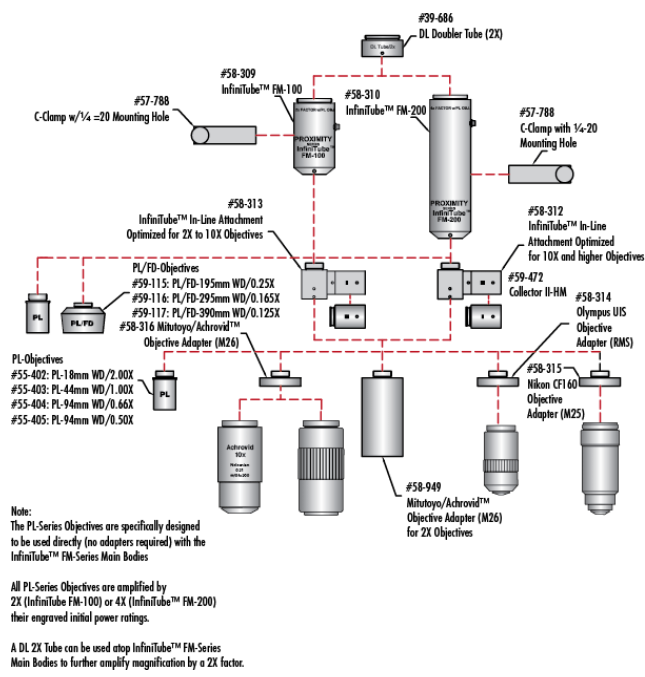 #39-686
DL Doubler Tube (2X)
DL Tube/2x
#58-309
InfiniTube™ FM-100
#58-310
InfiniTube™ FM-200
#57-788
C-Clamp w/¼ =20 Mounting Hole
#57-788
C-Clamp with ¼-20
Mounting Hole
PROXIMITY
InfiniTube™
FM-100
PROXIMITY
InfiniTube™
FM-200
#58-313
InfiniTube™ In-Line Attachment
Optimized for 2X to 10X Objectives
#58-312
InfiniTube™ In-Line
Attachment Optimized
for 10X and higher Objectives
#59-472
Collector II-HM
PL
PL/FD
PL/FD-Objectives
#59-115: PL/FD-195mm WD/0.25X
#59-116: PL/FD-295mm WD/0.165X
#59-117: PL/FD-390mm WD/0.125X
#58-316 Mitutoyo/Achrovid™
Objective Adapter (M26)
#58-314
Olympus UIS
Objective
Adapter (RMS)
#58-315
Nikon CF160
Objective
Adapter (M25)
PL-Objectives
#55-402: PL-18mm WD/2.00X
#55-403: PL-44mm WD/1.00X
#55-404: PL-94mm WD/0.66X
#55-405: PL-94mm WD/0.50X
PL
Achrovid
10x
#58-949
Mitutoyo/Achrovid™
Objective Adapter (M26)
for 2X Objectives
Note:
The PL-Series Objectives are specifically designed
to be used directly (no adapters required) with the
InfiniTube™ FM-Series Main Bodies
All PL-Series Objectives are amplified by
2X (InfiniTube FM-100) or 4X (InfiniTube™ FM-200)
their engraved initial power ratings.
A DL 2X Tube can be used atop InfiniTube™ FM-Series
Main Bodies to further amplify magnification by a 2X factor.